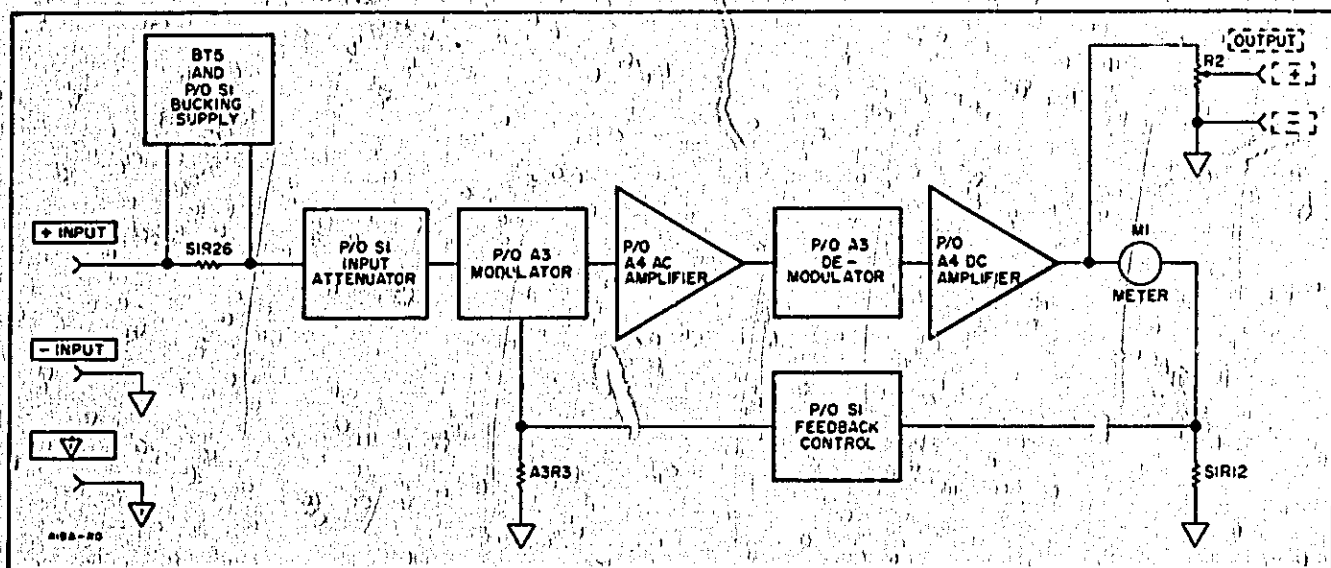 BT5
AND
P/O S1
BUCKING
SUPPLY
OUTPUT
R2
+
−
+ INPUT
S1R26
P/O S1
INPUT
ATTENUATOR
P/O A3
MODULATOR
P/O
A4 AC
AMPLIFIER
P/O A3
DE-
MODULATOR
P/O
A4 DC
AMPLIFIER
M1
METER
− INPUT
P/O S1
FEEDBACK
CONTROL
A3R3
S1R12